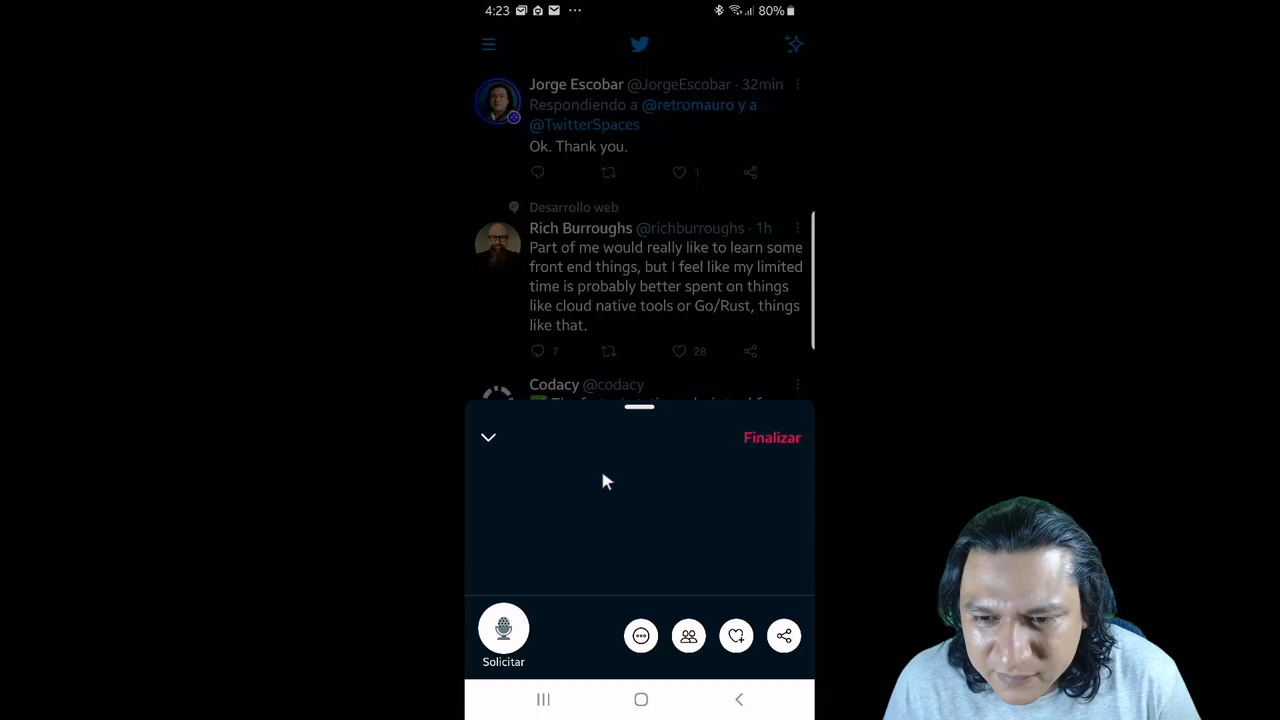 4:23
80%
Jorge Escobar @JorgeEscobar · 32min
Respondiendo a @retromauro y a
@TwitterSpaces
Ok. Thank you.
1
Desarrollo web
Rich Burroughs @richburroughs · 1h
Part of me would really like to learn some
front end things, but I feel like my limited
time is probably better spent on things
like cloud native tools or Go/Rust, things
like that.
7 28
Codacy @codacy
Finalizar
Solicitar